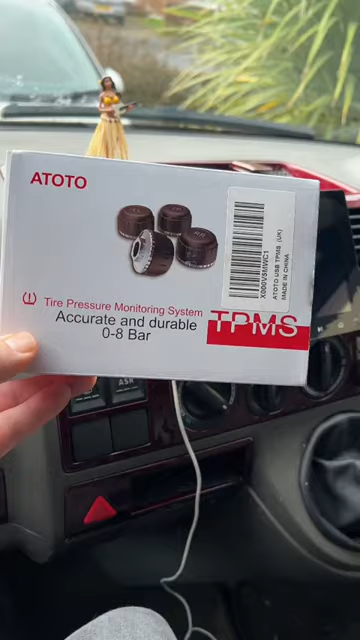 ATOTO
Tire Pressure Monitoring System
Accurate and durable
0-8 Bar
TPMS
ATOTO USB TPMS (UK)
MADE IN CHINA
ASR